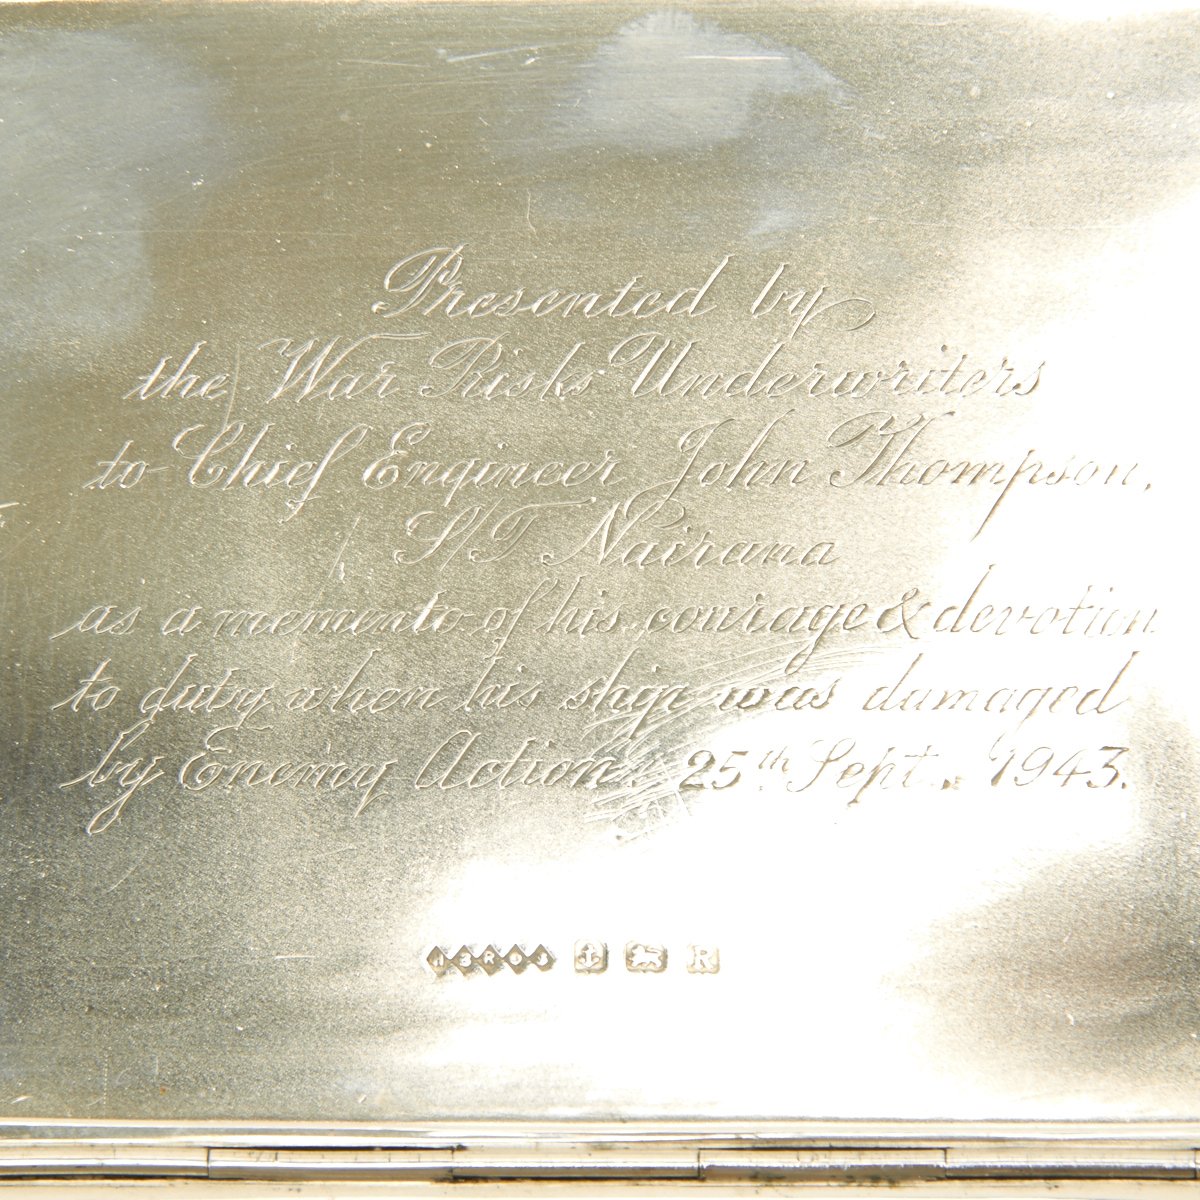 Presented by
the War Risks Underwriters
to Chief Engineer John Thompson,
S/T Nairana
as a memento of his courage & devotion
to duty when his ship was damaged
by Enemy Action 25th Sept. 1943.
R